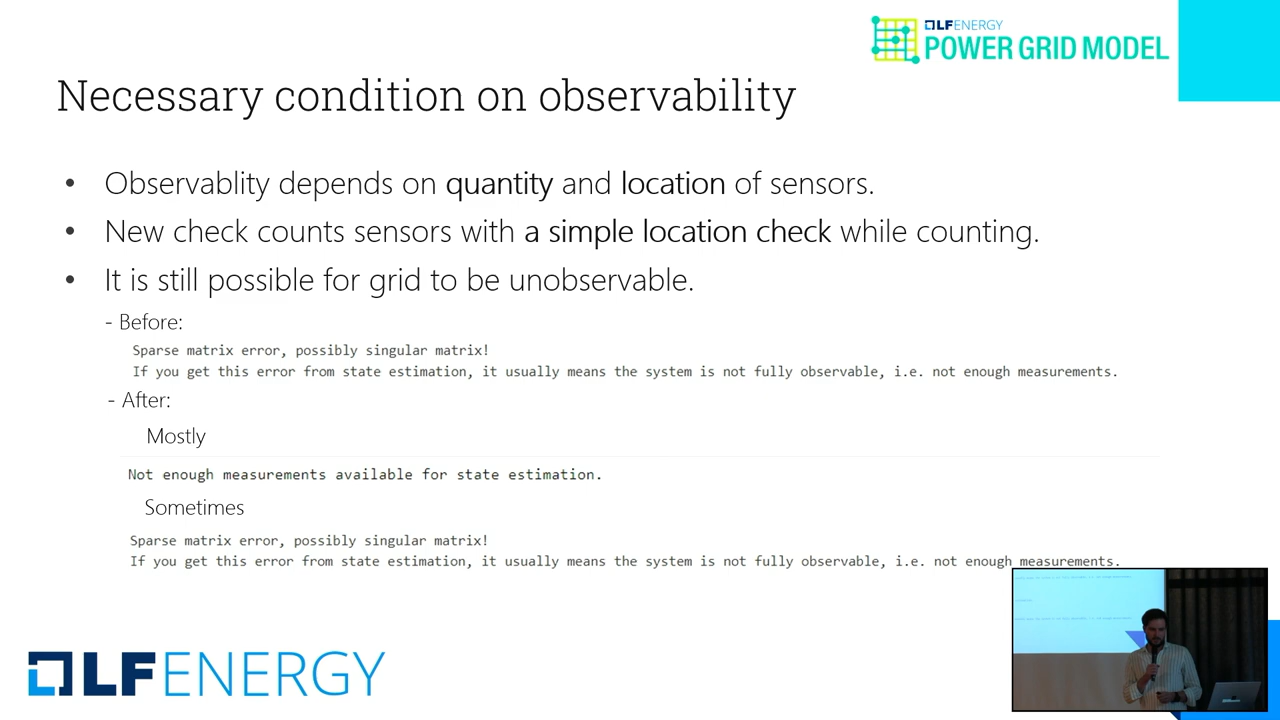 LFENERGY
POWER GRID MODEL
Necessary condition on observability
• Observablity depends on quantity and location of sensors.
• New check counts sensors with a simple location check while counting.
• It is still possible for grid to be unobservable.
- Before:
Sparse matrix error, possibly singular matrix!
If you get this error from state estimation, it usually means the system is not fully observable, i.e. not enough measurements.
- After:
Mostly
Not enough measurements available for state estimation.
Sometimes
Sparse matrix error, possibly singular matrix!
If you get this error from state estimation, it usually means the system is not fully observable, i.e. not enough measurements.
LFENERGY